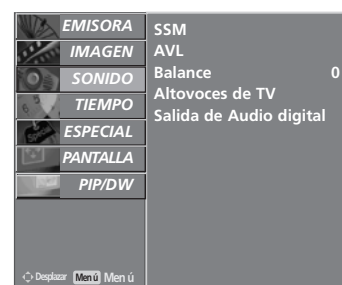 EMISORA
IMAGEN
SONIDO
TIEMPO
ESPECIAL
PANTALLA
PIP/DW
SSM
AVL
Balance 0
Altovoces de TV
Salida de Audio digital
Desplazar Menú Menú